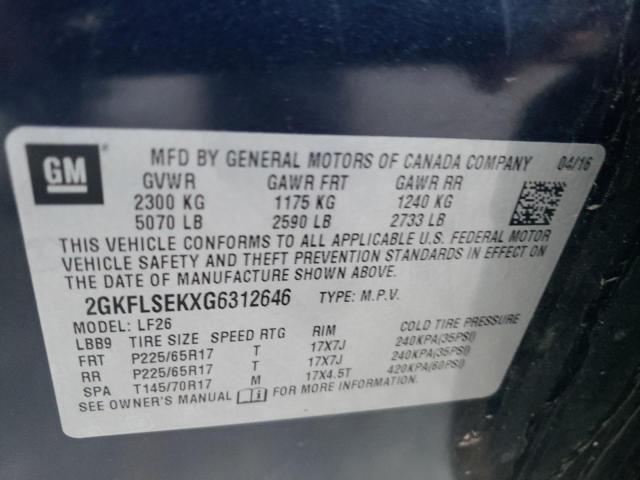 GM ® MFD BY GENERAL MOTORS OF CANADA COMPANY 04/16
GVWR GAWR FRT GAWR RR
2300 KG 1175 KG 1240 KG
5070 LB 2590 LB 2733 LB
THIS VEHICLE CONFORMS TO ALL APPLICABLE U.S. FEDERAL MOTOR
VEHICLE SAFETY AND THEFT PREVENTION STANDARDS IN EFFECT ON
THE DATE OF MANUFACTURE SHOWN ABOVE.
2GKFLSEKXG6312646 TYPE: M.P.V.
MODEL: LF26
LBB9 TIRE SIZE SPEED RTG RIM COLD TIRE PRESSURE
FRT P225/65R17 T 17X7J 240KPA(35PSI)
RR P225/65R17 T 17X7J 240KPA(35PSI)
SPA T145/70R17 M 17X4.5T 420KPA(60PSI)
SEE OWNER'S MANUAL i FOR MORE INFORMATION.